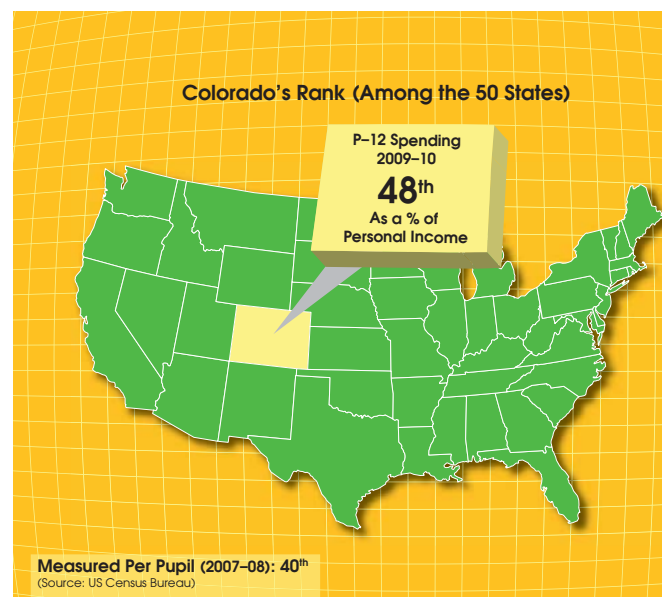 Colorado's Rank (Among the 50 States)
P–12 Spending
2009–10
48th
As a % of
Personal Income
Measured Per Pupil (2007–08): 40th
(Source: US Census Bureau)